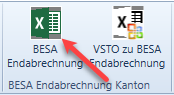 BESA
Endabrechnung
VSTO zu BESA
Endabrechnung
BESA Endabrechnung Kanton